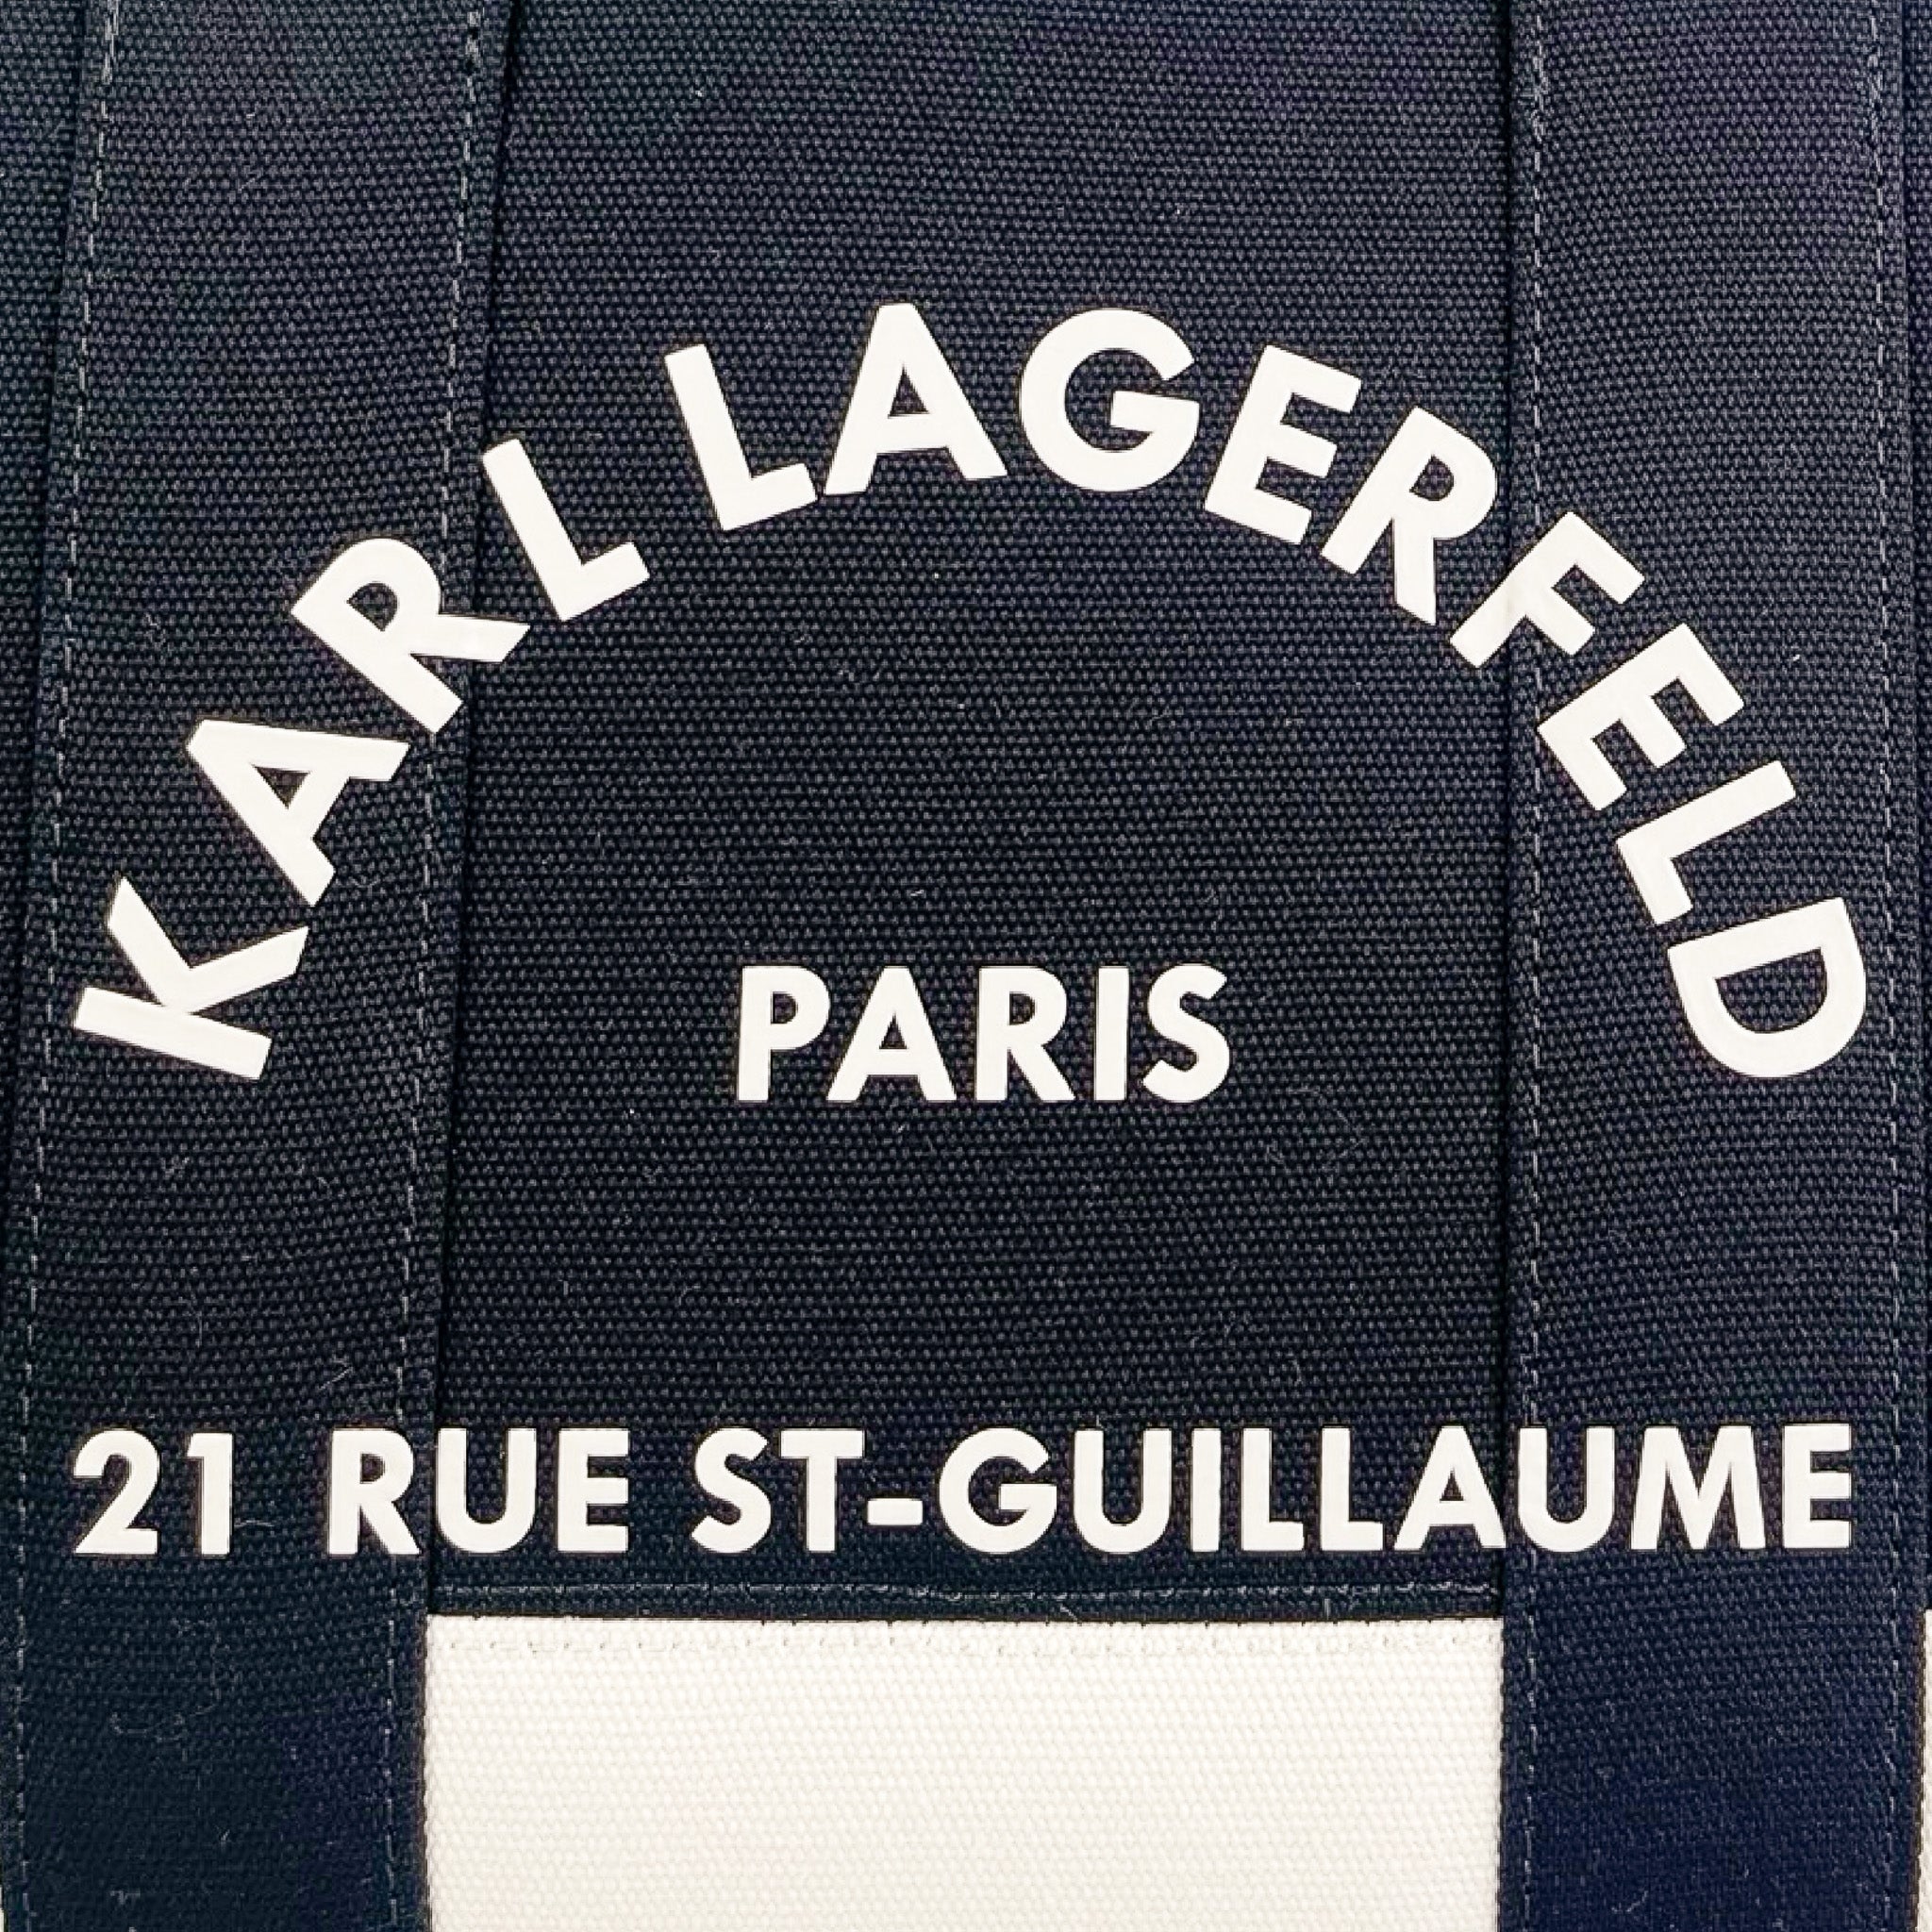 KARL LAGERFELD
PARIS
21 RUE ST-GUILLAUME